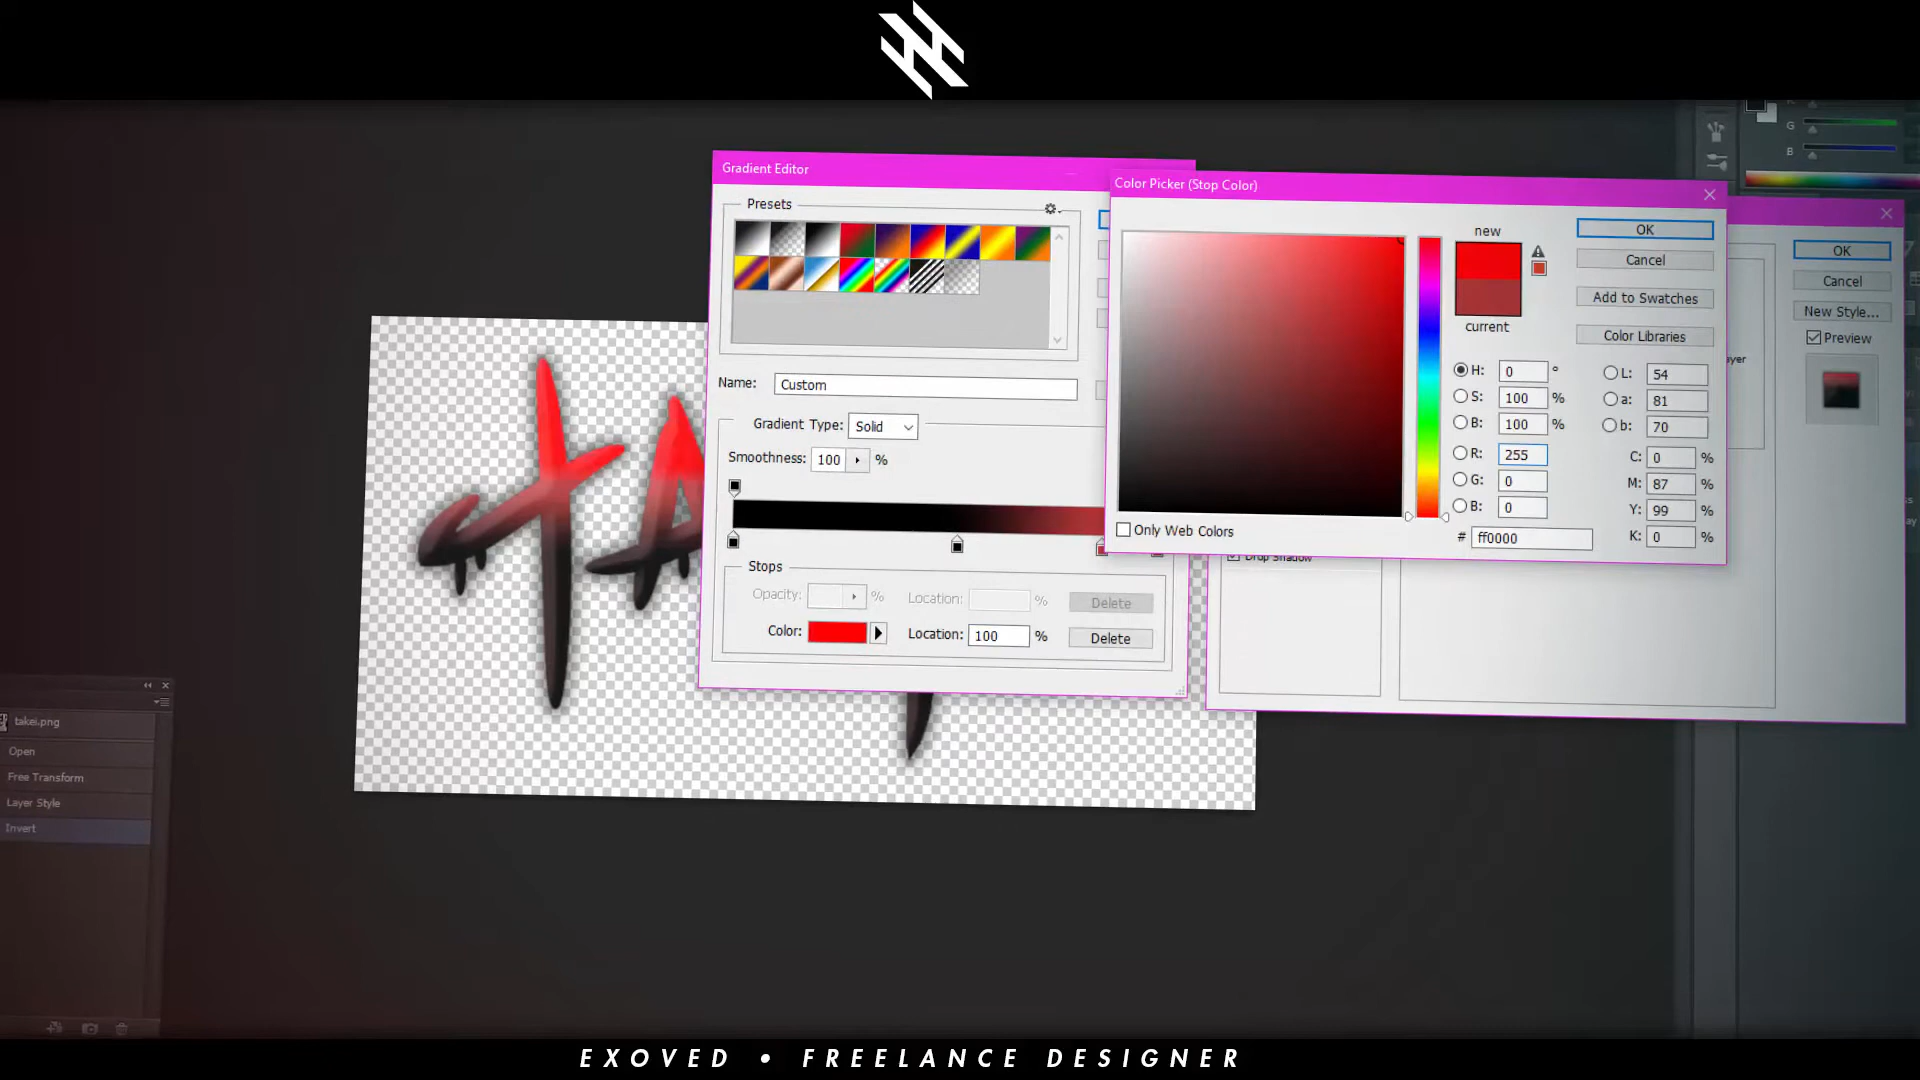 G
B
Gradient Editor
Presets
Name: Custom
Gradient Type: Solid
Smoothness: 100 %
Stops
Opacity: % Location: % Delete
Color: Location: 100 % Delete
Color Picker (Stop Color)
new
current
OK
Cancel
Add to Swatches
Color Libraries
H: 0 °
S: 100 %
B: 100 %
R: 255
G: 0
B: 0
# ff0000
L: 54
a: 81
b: 70
C: 0 %
M: 87 %
Y: 99 %
K: 0 %
Only Web Colors
Drop Shadow
OK
Cancel
New Style...
Preview
takei.png
Open
Free Transform
Layer Style
Invert
TA
EXOVED • FREELANCE DESIGNER